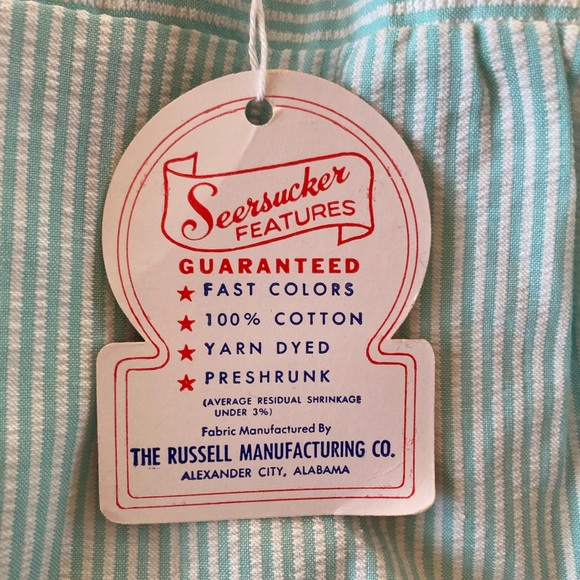 Seersucker
FEATURES
GUARANTEED
★ FAST COLORS
★ 100% COTTON
★ YARN DYED
★ PRESHRUNK
(AVERAGE RESIDUAL SHRINKAGE
UNDER 3%)
Fabric Manufactured By
THE RUSSELL MANUFACTURING CO.
ALEXANDER CITY, ALABAMA